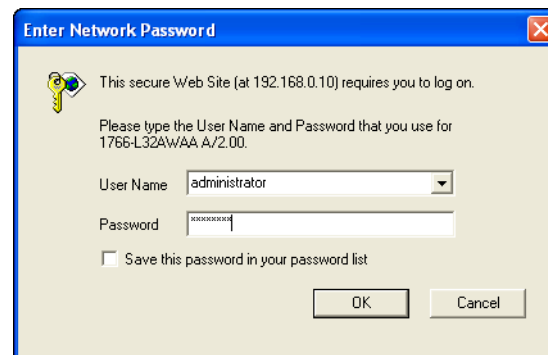 Enter Network Password
This secure Web Site (at 192.168.0.10) requires you to log on.
Please type the User Name and Password that you use for
1766-L32AWAA A/2.00.
User Name administrator
Password ********
Save this password in your password list
OK Cancel